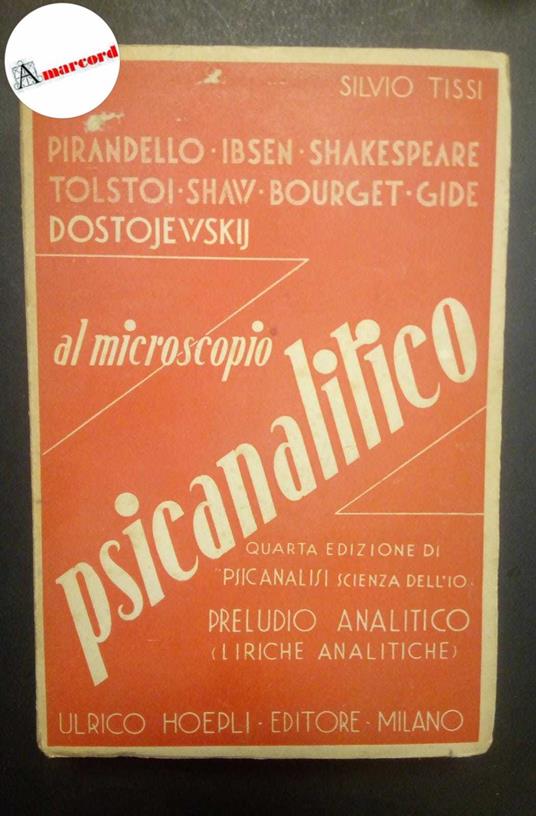 Amarcord
SILVIO TISSI
PIRANDELLO · IBSEN · SHAKESPEARE
TOLSTOI · SHAW · BOURGET · GIDE
DOSTOJEVSKIJ
al microscopio
psicanalitico
QUARTA EDIZIONE DI
"PSICANALISI SCIENZA DELL'IO"
PRELUDIO ANALITICO
(LIRICHE ANALITICHE)
ULRICO HOEPLI - EDITORE - MILANO